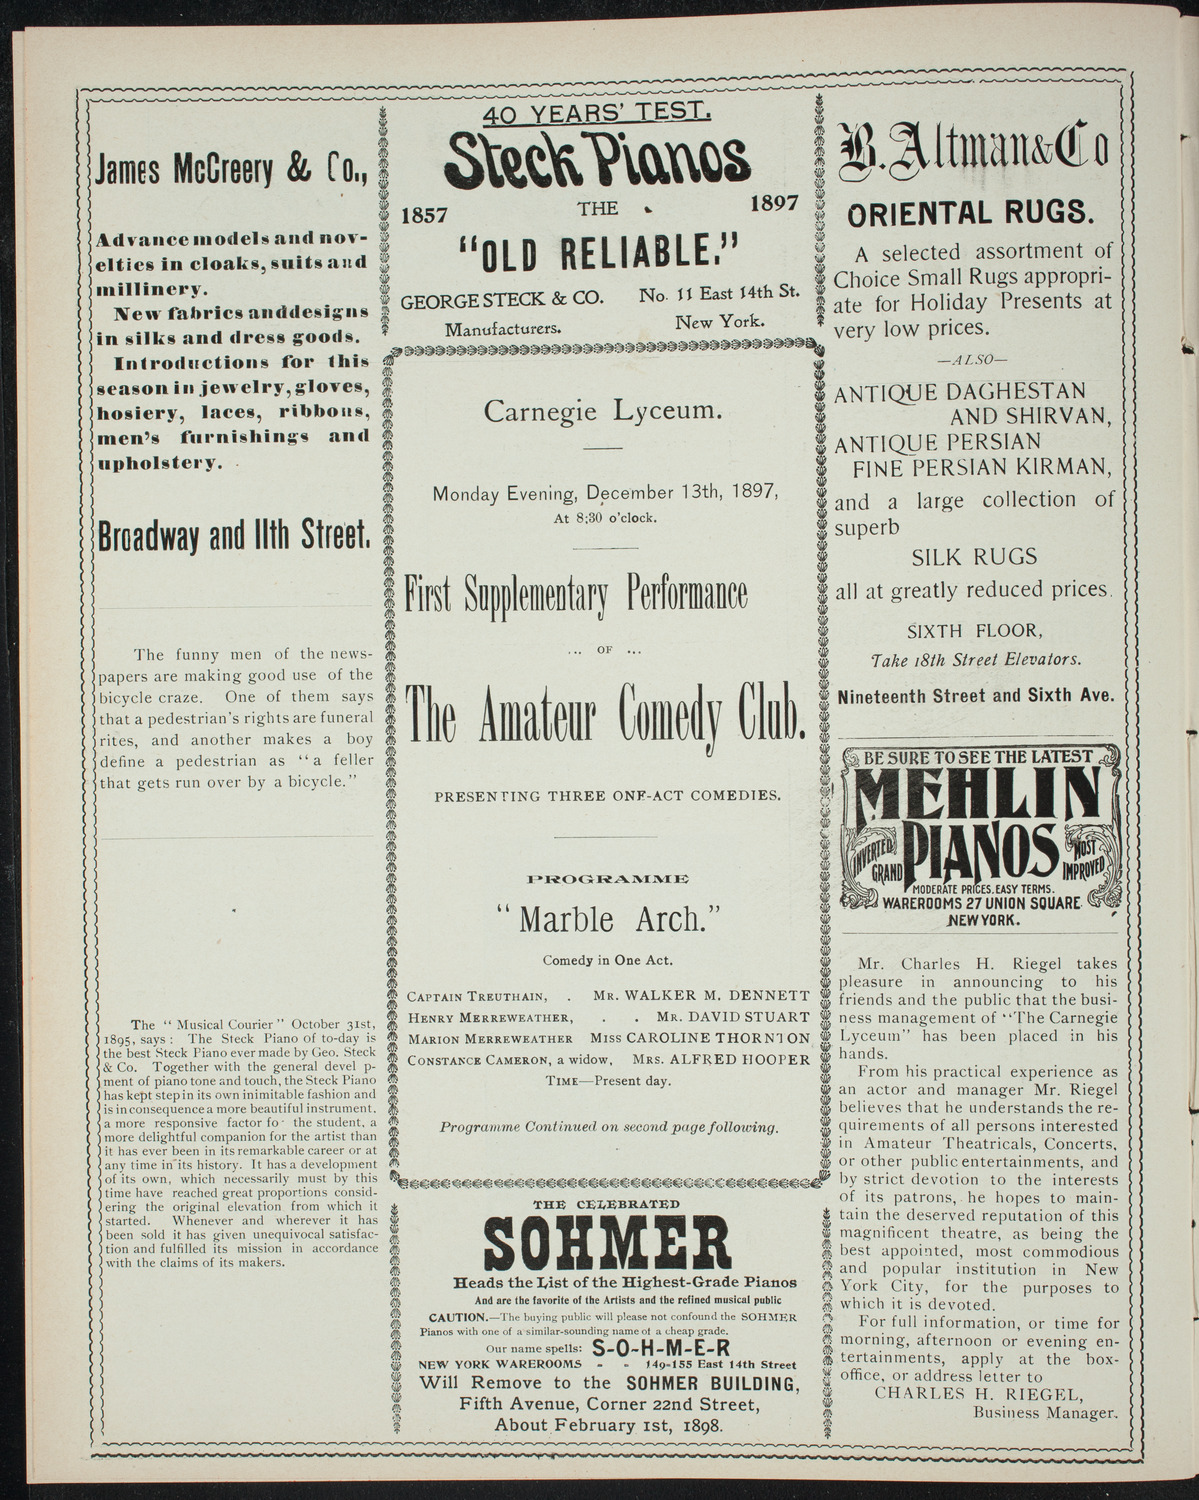 James McCreery & Co.,
Advance models and nov-
elties in cloaks, suits and
millinery.
New fabrics anddesigns
in silks and dress goods.
Introductions for this
season in jewelry, gloves,
hosiery, laces, ribbons,
men's furnishings and
upholstery.
Broadway and 11th Street.
The funny men of the news-
papers are making good use of the
bicycle craze. One of them says
that a pedestrian's rights are funeral
rites, and another makes a boy
define a pedestrian as "a feller
that gets run over by a bicycle."
The "Musical Courier" October 31st,
1895, says: The Steck Piano of to-day is
the best Steck Piano ever made by Geo. Steck
& Co. Together with the general devel p-
ment of piano tone and touch, the Steck Piano
has kept step in its own inimitable fashion and
is in consequence a more beautiful instrument,
a more responsive factor fo the student, a
more delightful companion for the artist than
it has ever been in its remarkable career or at
any time in its history. It has a development
of its own, which necessarily must by this
time have reached great proportions consid-
ering the original elevation from which it
started. Whenever and wherever it has
been sold it has given unequivocal satisfac-
tion and fulfilled its mission in accordance
with the claims of its makers.
40 YEARS' TEST.
Steck Pianos
1857 THE 1897
"OLD RELIABLE."
GEORGE STECK & CO. No. 11 East 14th St.
Manufacturers. New York.
Carnegie Lyceum.
Monday Evening, December 13th, 1897,
At 8;30 o'clock.
First Supplementary Performance
... OF ...
The Amateur Comedy Club.
PRESENTING THREE ONE-ACT COMEDIES.
PROGRAMME
"Marble Arch."
Comedy in One Act.
CAPTAIN TREUTHAIN, . MR. WALKER M. DENNETT
HENRY MERREWEATHER, . . MR. DAVID STUART
MARION MERREWEATHER MISS CAROLINE THORNTON
CONSTANCE CAMERON, a widow, MRS. ALFRED HOOPER
TIME—Present day.
Programme Continued on second page following.
THE CELEBRATED
SOHMER
Heads the List of the Highest-Grade Pianos
And are the favorite of the Artists and the refined musical public
CAUTION.—The buying public will please not confound the SOHMER
Pianos with one of a similar-sounding name of a cheap grade.
Our name spells: S-O-H-M-E-R
NEW YORK WAREROOMS - - 149-155 East 14th Street
Will Remove to the SOHMER BUILDING,
Fifth Avenue, Corner 22nd Street,
About February 1st, 1898.
B. Altman & Co
ORIENTAL RUGS.
A selected assortment of
Choice Small Rugs appropri-
ate for Holiday Presents at
very low prices.
—ALSO—
ANTIQUE DAGHESTAN
AND SHIRVAN,
ANTIQUE PERSIAN
FINE PERSIAN KIRMAN,
and a large collection of
superb
SILK RUGS
all at greatly reduced prices.
SIXTH FLOOR,
Take 18th Street Elevators.
Nineteenth Street and Sixth Ave.
BE SURE TO SEE THE LATEST
MEHLIN
INVERTED GRAND PIANOS MOST IMPROVED
MODERATE PRICES. EASY TERMS.
WAREROOMS 27 UNION SQUARE
NEW YORK.
Mr. Charles H. Riegel takes
pleasure in announcing to his
friends and the public that the busi-
ness management of "The Carnegie
Lyceum" has been placed in his
hands.
From his practical experience as
an actor and manager Mr. Riegel
believes that he understands the re-
quirements of all persons interested
in Amateur Theatricals, Concerts,
or other public entertainments, and
by strict devotion to the interests
of its patrons, he hopes to main-
tain the deserved reputation of this
magnificent theatre, as being the
best appointed, most commodious
and popular institution in New
York City, for the purposes to
which it is devoted.
For full information, or time for
morning, afternoon or evening en-
tertainments, apply at the box-
office, or address letter to
CHARLES H. RIEGEL,
Business Manager.